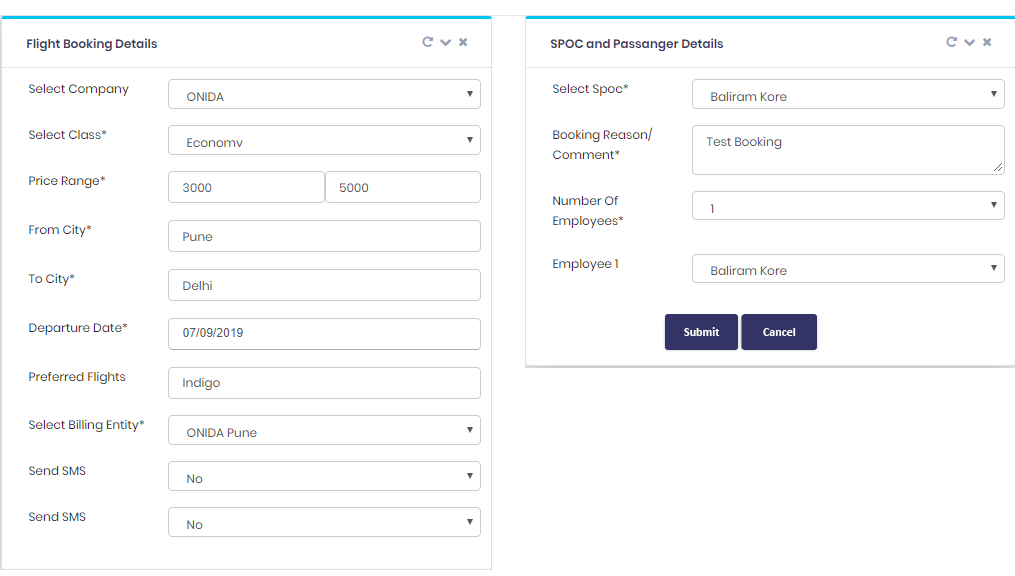 Flight Booking Details
Select Company
ONIDA
Select Class*
Economy
Price Range*
3000 5000
From City*
Pune
To City*
Delhi
Departure Date*
07/09/2019
Preferred Flights
Indigo
Select Billing Entity*
ONIDA Pune
Send SMS
No
Send SMS
No
SPOC and Passanger Details
Select Spoc*
Baliram Kore
Booking Reason/
Comment*
Test Booking
Number Of
Employees*
1
Employee 1
Baliram Kore
Submit Cancel